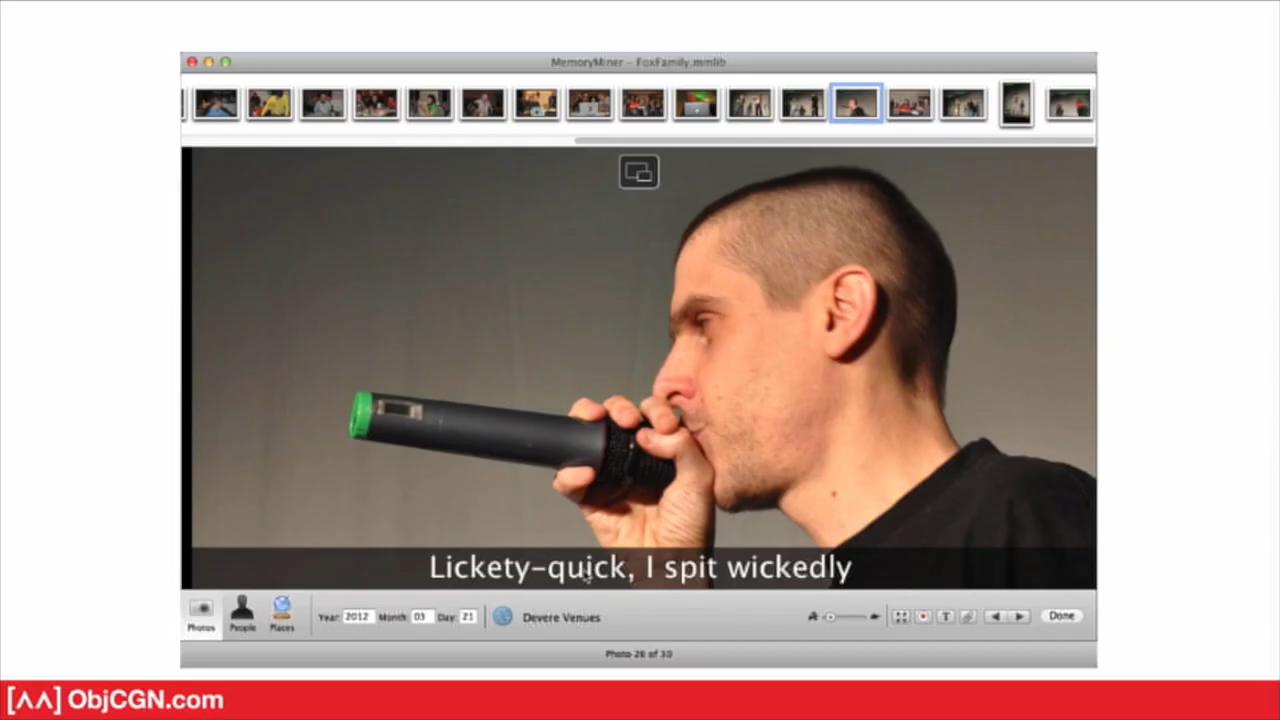 MemoryMiner – FoxFamily.mmlib
Lickety-quick, I spit wickedly
Photos People Places Year: 2012 Month: 03 Day: 21 Devere Venues T Done
Photo 26 of 30
[^^] ObjCGN.com